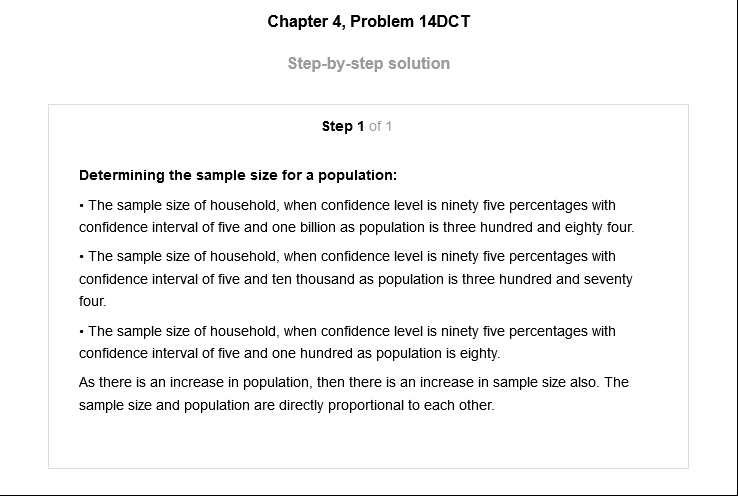 Chapter 4, Problem 14DCT
Step-by-step solution
Step 1 of 1
Determining the sample size for a population:
• The sample size of household, when confidence level is ninety five percentages with
confidence interval of five and one billion as population is three hundred and eighty four.
• The sample size of household, when confidence level is ninety five percentages with
confidence interval of five and ten thousand as population is three hundred and seventy
four.
• The sample size of household, when confidence level is ninety five percentages with
confidence interval of five and one hundred as population is eighty.
As there is an increase in population, then there is an increase in sample size also. The
sample size and population are directly proportional to each other.